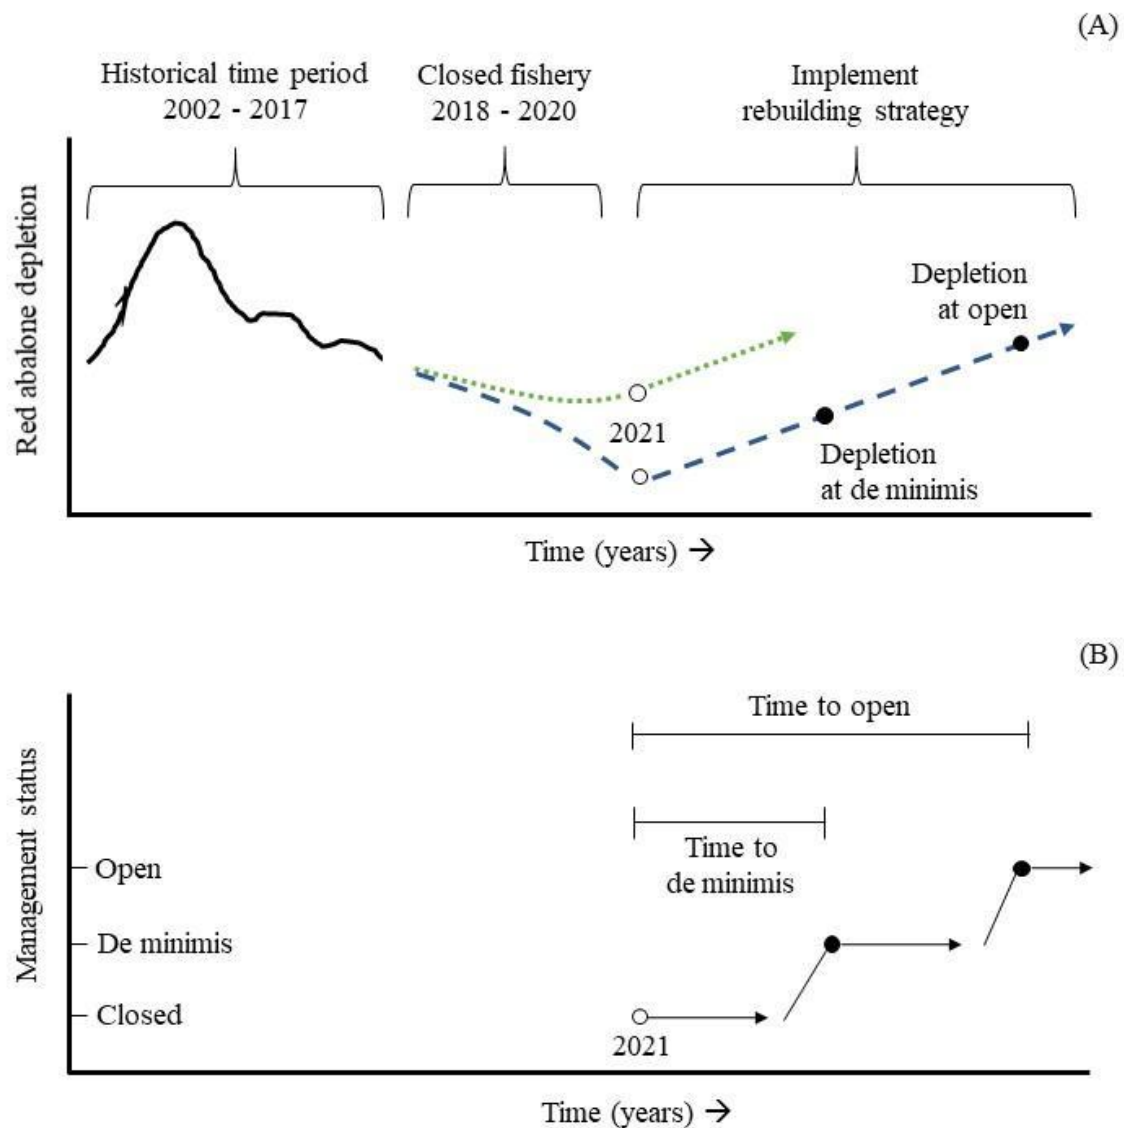 (A)
Historical time period
2002 - 2017
Closed fishery
2018 - 2020
Implement
rebuilding strategy
Red abalone depletion
Depletion
at open
2021
Depletion
at de minimis
Time (years) →
(B)
Management status
Time to open
Time to
de minimis
Open
De minimis
Closed
2021
Time (years) →